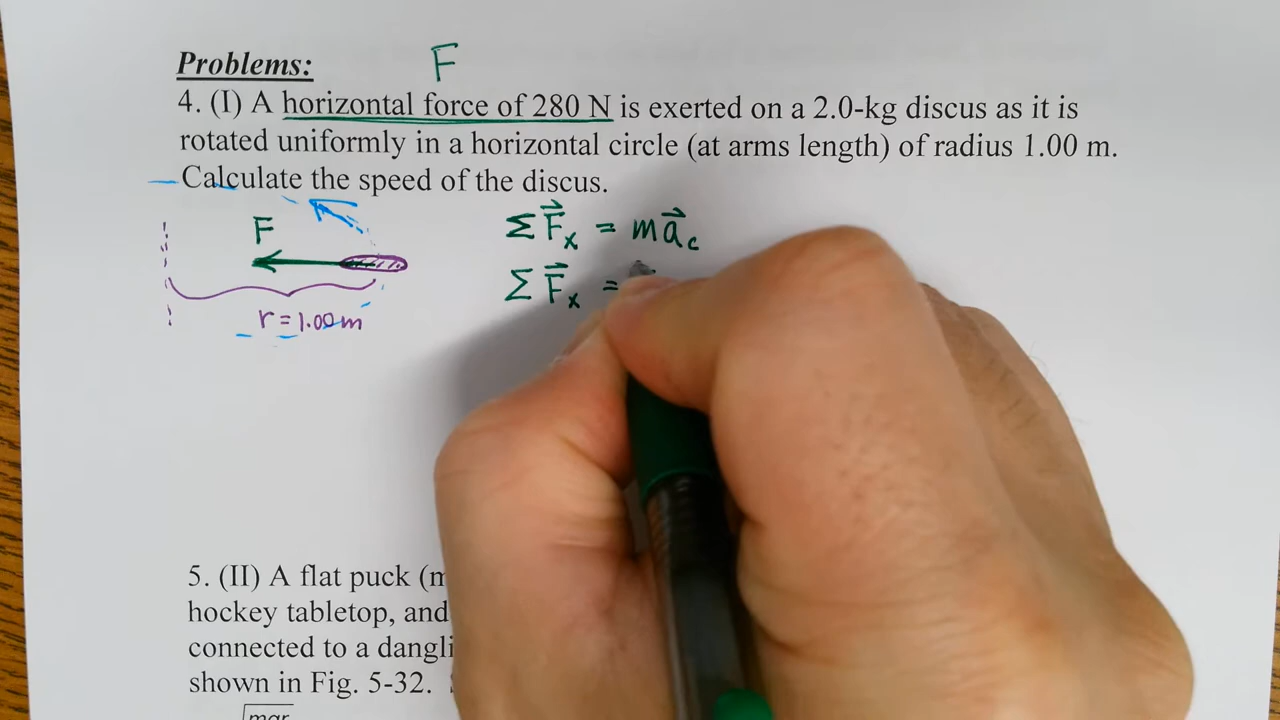 Problems:
F
4. (I) A horizontal force of 280 N is exerted on a 2.0-kg discus as it is
rotated uniformly in a horizontal circle (at arms length) of radius 1.00 m.
Calculate the speed of the discus.
F
r = 1.00 m
ΣF⃗x = ma⃗c
ΣF⃗x =
5. (II) A flat puck (m
hockey tabletop, and
connected to a dangli
shown in Fig. 5-32.